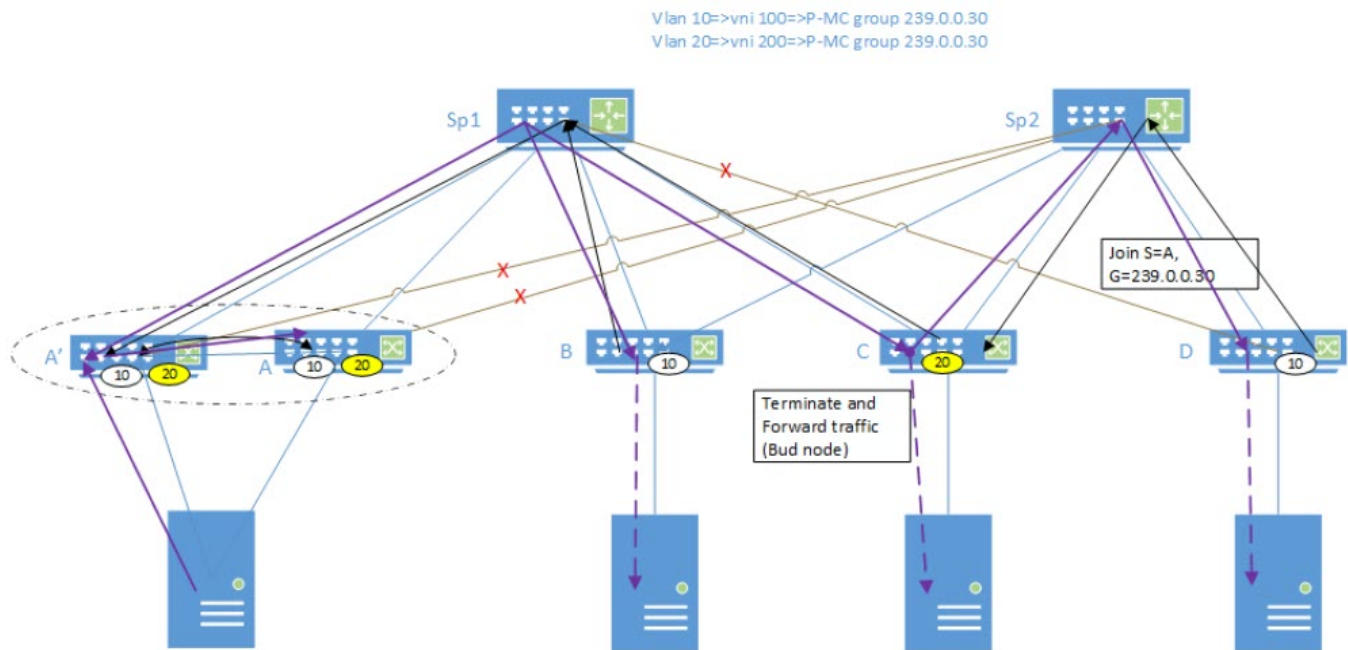 Vlan 10=>vni 100=>P-MC group 239.0.0.30
Vlan 20=>vni 200=>P-MC group 239.0.0.30
Sp1
Sp2
X
X
X
Join S=A,
G=239.0.0.30
A'
10
20
A
10
20
B
10
C
20
D
10
Terminate and
Forward traffic
(Bud node)